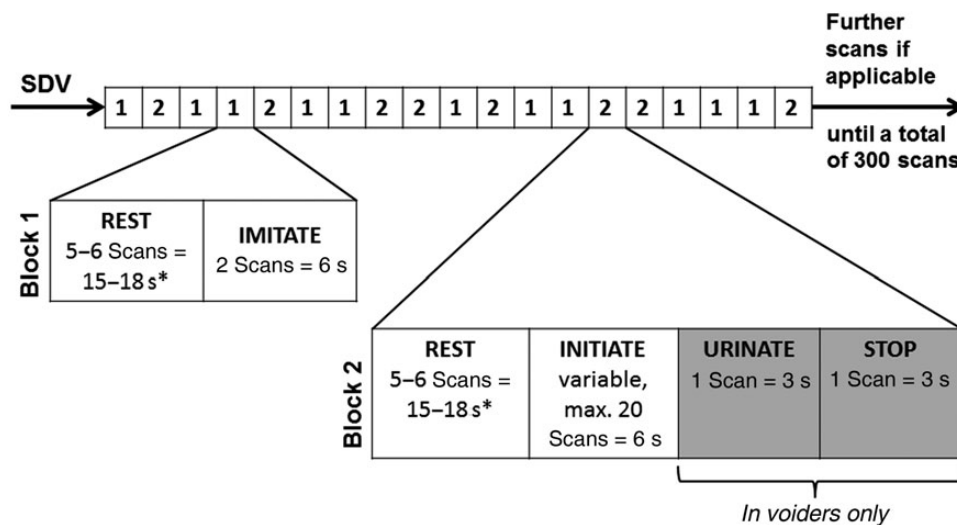 SDV
1 2 1 1 2 1 1 2 2 1 2 1 1 2 2 1 1 1 2
Further
scans if
applicable
until a total
of 300 scans
Block 1
REST
5–6 Scans =
15–18 s*
IMITATE
2 Scans = 6 s
Block 2
REST
5–6 Scans =
15–18 s*
INITIATE
variable,
max. 20
Scans = 6 s
URINATE
1 Scan = 3 s
STOP
1 Scan = 3 s
In voiders only